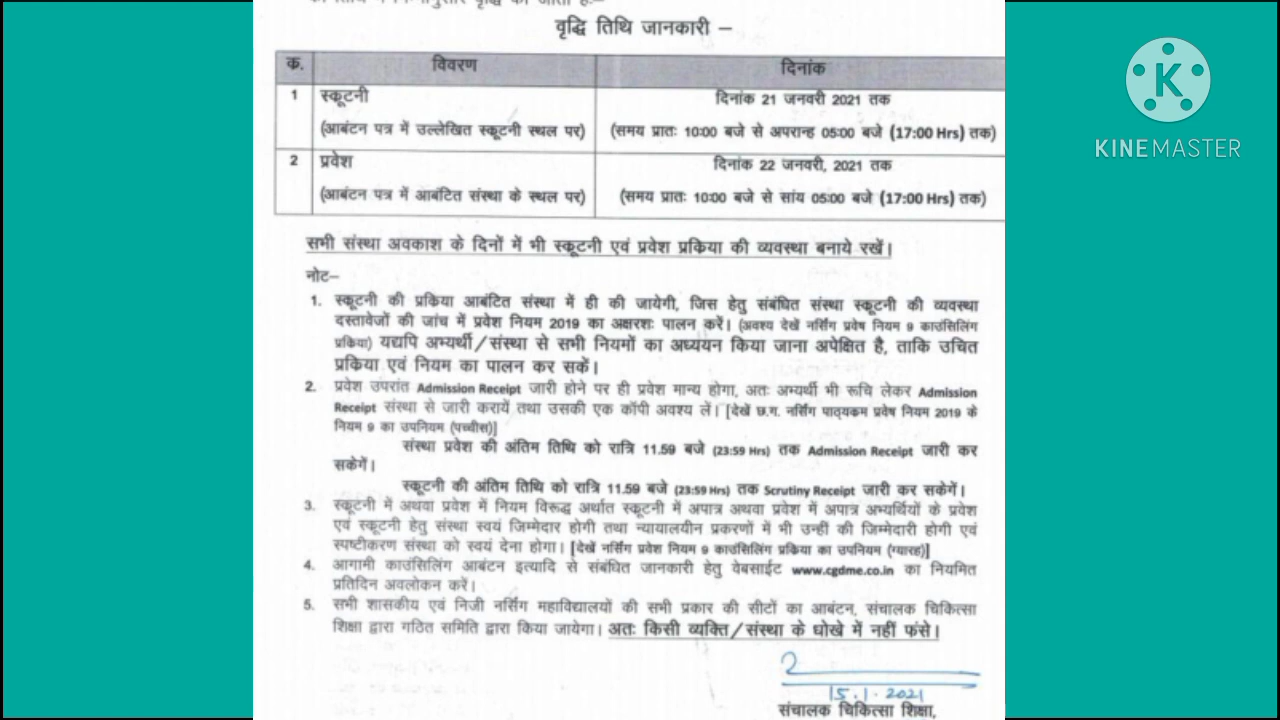 वृद्धि तिथि जानकारी –
क. विवरण दिनांक
1 स्कूटनी दिनांक 21 जनवरी 2021 तक
(आबंटन पत्र में उल्लेखित स्कूटनी स्थल पर) (समय प्रातः 10:00 बजे से अपरान्ह 05:00 बजे (17:00 Hrs) तक)
2 प्रवेश दिनांक 22 जनवरी, 2021 तक
(आबंटन पत्र में आबंटित संस्था के स्थल पर) (समय प्रातः 10:00 बजे से सांय 05:00 बजे (17:00 Hrs) तक)
सभी संस्था अवकाश के दिनों में भी स्कूटनी एवं प्रवेश प्रकिया की व्यवस्था बनाये रखें।
नोट–
1. स्कूटनी की प्रकिया आबंटित संस्था में ही की जायेगी, जिस हेतु संबंधित संस्था स्कूटनी की व्यवस्था
दस्तावेजों की जांच में प्रवेश नियम 2019 का अक्षरशः पालन करें। (अवश्य देखें नर्सिंग प्रवेष नियम 9 काउंसिलिंग
प्रकिया) यद्यपि अभ्यर्थी/संस्था से सभी नियमों का अध्ययन किया जाना अपेक्षित है, ताकि उचित
प्रकिया एवं नियम का पालन कर सकें।
2. प्रवेश उपरांत Admission Receipt जारी होने पर ही प्रवेश मान्य होगा, अतः अभ्यर्थी भी रूचि लेकर Admission
Receipt संस्था से जारी करायें तथा उसकी एक कॉपी अवश्य लें। [देखें छ.ग. नर्सिंग पाठ्यकम प्रवेष नियम 2019 के
नियम 9 का उपनियम (पच्चीस)]
संस्था प्रवेश की अंतिम तिथि को रात्रि 11.59 बजे (23:59 Hrs) तक Admission Receipt जारी कर
सकेगें।
स्कूटनी की अंतिम तिथि को रात्रि 11.59 बजे (23:59 Hrs) तक Scrutiny Receipt जारी कर सकेगें।
3. स्कूटनी में अथवा प्रवेश में नियम विरूद्ध अर्थात स्कूटनी में अपात्र अथवा प्रवेश में अपात्र अभ्यर्थियों के प्रवेश
एवं स्कूटनी हेतु संस्था स्वयं जिम्मेदार होगी तथा न्यायालयीन प्रकरणों में भी उन्हीं की जिम्मेदारी होगी एवं
स्पष्टीकरण संस्था को स्वयं देना होगा। [देखें नर्सिंग प्रवेश नियम 9 काउंसिलिंग प्रकिया का उपनियम (ग्यारह)]
4. आगामी काउंसिलिंग आबंटन इत्यादि से संबंधित जानकारी हेतु वेबसाईट www.cgdme.co.in का नियमित
प्रतिदिन अवलोकन करें।
5. सभी शासकीय एवं निजी नर्सिंग महाविद्यालयों की सभी प्रकार की सीटों का आबंटन, संचालक चिकित्सा
शिक्षा द्वारा गठित समिति द्वारा किया जायेगा। अतः किसी व्यक्ति/संस्था के धोखे में नहीं फंसे।
15.1.2021
संचालक चिकित्सा शिक्षा,
K
KINEMASTER